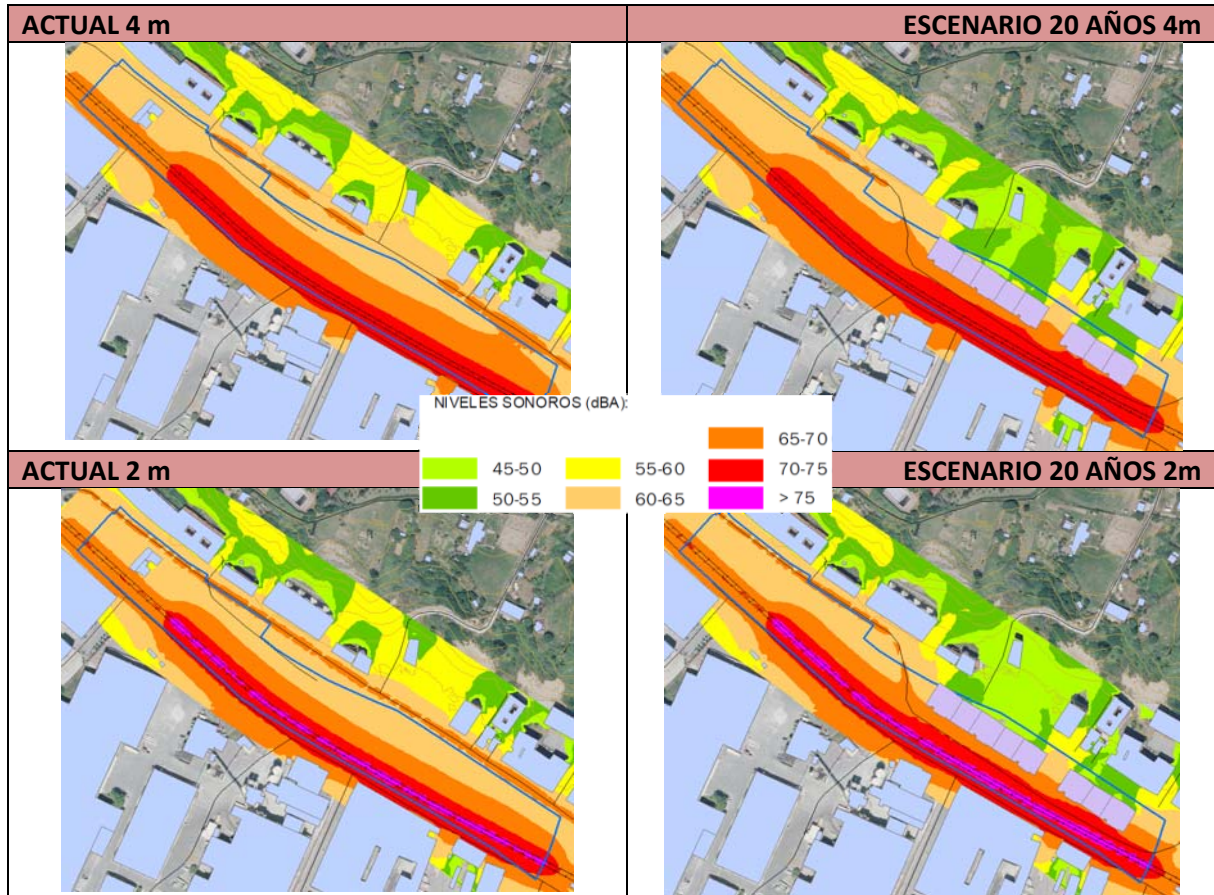 ACTUAL 4 m
ESCENARIO 20 AÑOS 4m
NIVELES SONOROS (dBA):
65-70
45-50
55-60
70-75
50-55
60-65
> 75
ACTUAL 2 m
ESCENARIO 20 AÑOS 2m